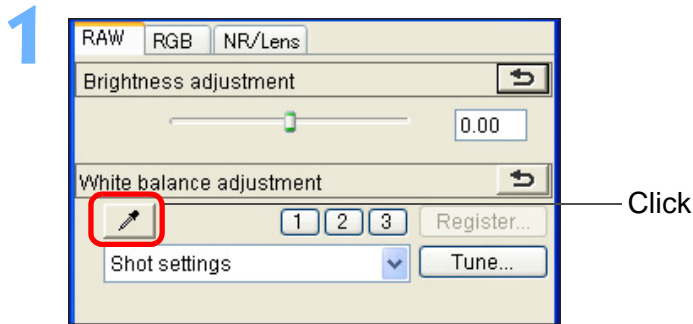 1
RAW RGB NR/Lens
Brightness adjustment
0.00
White balance adjustment
Click
1 2 3 Register...
Shot settings Tune...